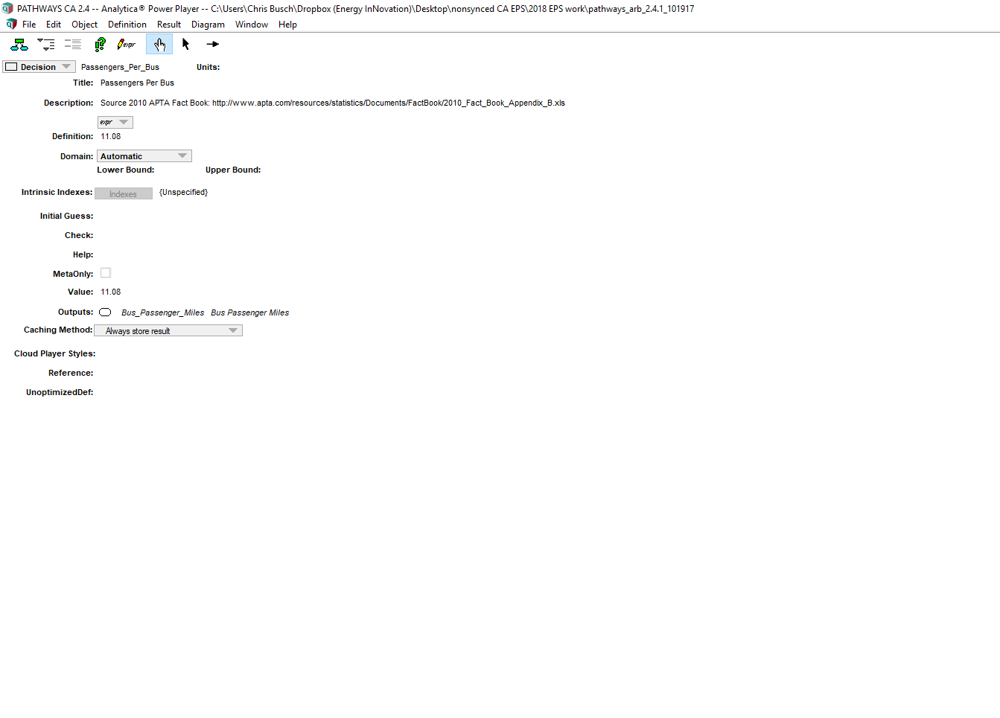 PATHWAYS CA 2.4 -- Analytica® Power Player -- C:\Users\Chris Busch\Dropbox (Energy InNovation)\Desktop\nonsynced CA EPS\2018 EPS work\pathways_arb_2.4.1_101917
File Edit Object Definition Result Diagram Window Help
expr
Decision Passengers_Per_Bus Units:
Title: Passengers Per Bus
Description: Source 2010 APTA Fact Book: http://www.apta.com/resources/statistics/Documents/FactBook/2010_Fact_Book_Appendix_B.xls
expr
Definition: 11.08
Domain: Automatic
Lower Bound: Upper Bound:
Intrinsic Indexes: Indexes {Unspecified}
Initial Guess:
Check:
Help:
MetaOnly:
Value: 11.08
Outputs: Bus_Passenger_Miles Bus Passenger Miles
Caching Method: Always store result
Cloud Player Styles:
Reference:
UnoptimizedDef: